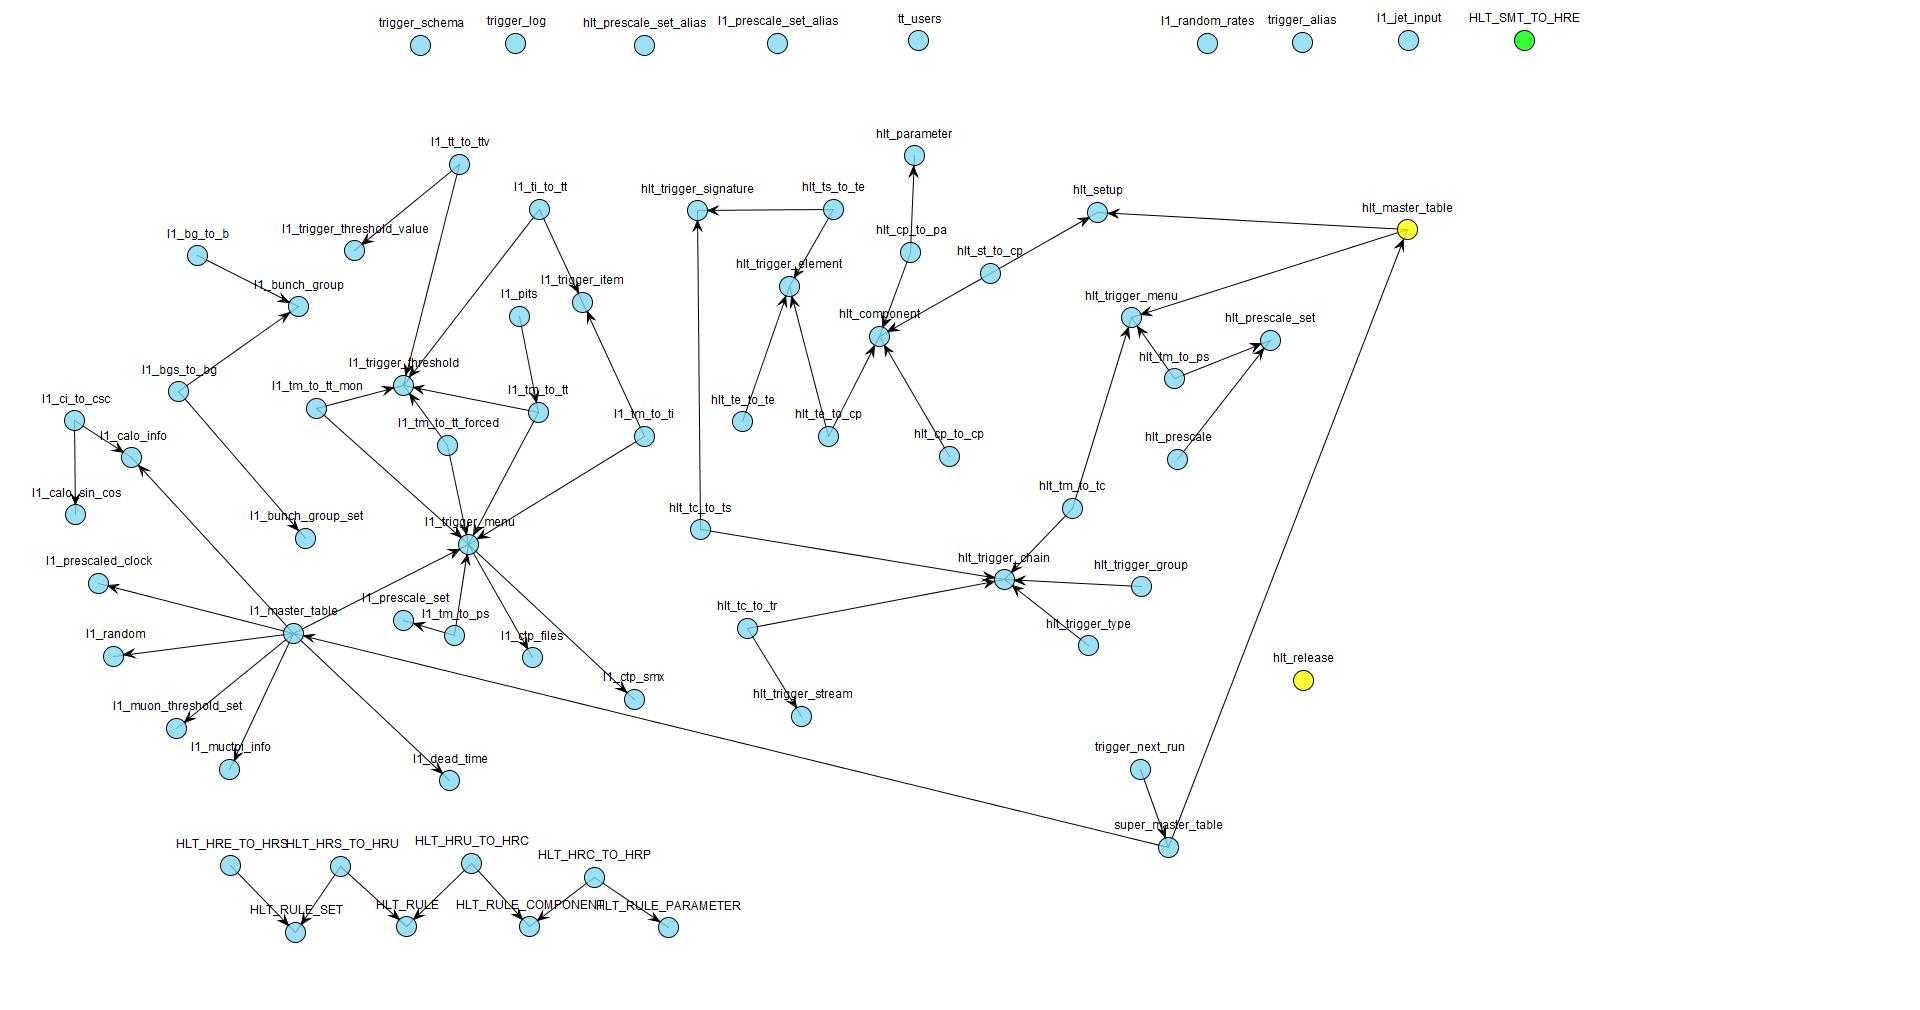 trigger_schema
trigger_log
hlt_prescale_set_alias
l1_prescale_set_alias
tt_users
l1_random_rates
trigger_alias
l1_jet_input
HLT_SMT_TO_HRE
hlt_parameter
l1_tt_to_ttv
l1_ti_to_tt
hlt_trigger_signature
hlt_ts_to_te
hlt_setup
hlt_master_table
l1_bg_to_b
l1_trigger_threshold_value
hlt_cp_to_pa
hlt_st_to_cp
hlt_trigger_element
l1_bunch_group
l1_trigger_item
l1_pits
hlt_trigger_menu
hlt_component
hlt_prescale_set
l1_trigger_threshold
hlt_tm_to_ps
l1_bgs_to_bg
l1_tm_to_tt_mon
l1_tm_to_tt
l1_ci_to_csc
hlt_te_to_te
l1_tm_to_ti
hlt_te_to_cp
l1_tm_to_tt_forced
l1_calo_info
hlt_cp_to_cp
hlt_prescale
l1_calo_sin_cos
hlt_tm_to_tc
hlt_tc_to_ts
l1_bunch_group_set
l1_trigger_menu
l1_prescaled_clock
hlt_trigger_chain
hlt_trigger_group
l1_prescale_set
l1_master_table
l1_tm_to_ps
hlt_tc_to_tr
hlt_trigger_type
l1_random
l1_ctp_files
hlt_release
l1_ctp_smx
hlt_trigger_stream
l1_muon_threshold_set
l1_muctpi_info
trigger_next_run
l1_dead_time
super_master_table
HLT_HRE_TO_HRS
HLT_HRS_TO_HRU
HLT_HRU_TO_HRC
HLT_HRC_TO_HRP
HLT_RULE_SET
HLT_RULE
HLT_RULE_COMPONENT
HLT_RULE_PARAMETER